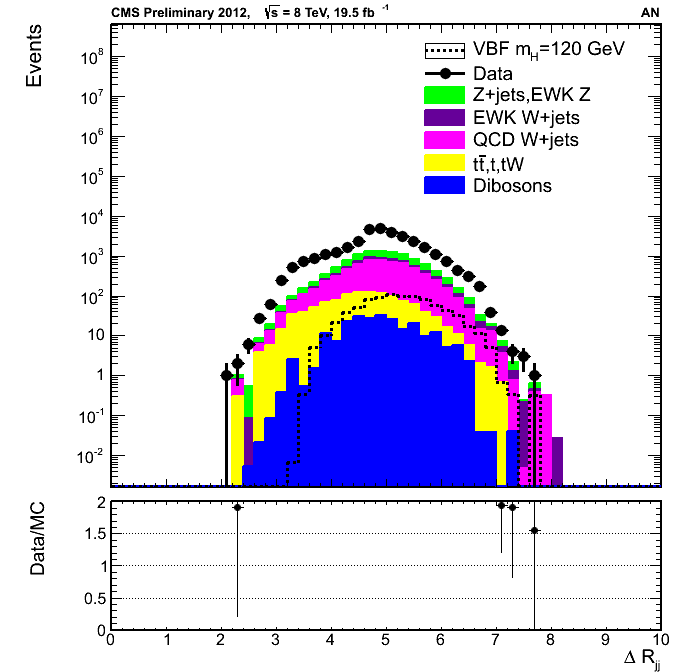 CMS Preliminary 2012, √s = 8 TeV, 19.5 fb⁻¹ AN
Events
10⁸
10⁷
10⁶
10⁵
10⁴
10³
10²
10
1
10⁻¹
10⁻²
VBF m_H=120 GeV
Data
Z+jets,EWK Z
EWK W+jets
QCD W+jets
tt̄,t,tW
Dibosons
Data/MC
2
1.5
1
0.5
0
0 1 2 3 4 5 6 7 8 9 10
Δ R_jj